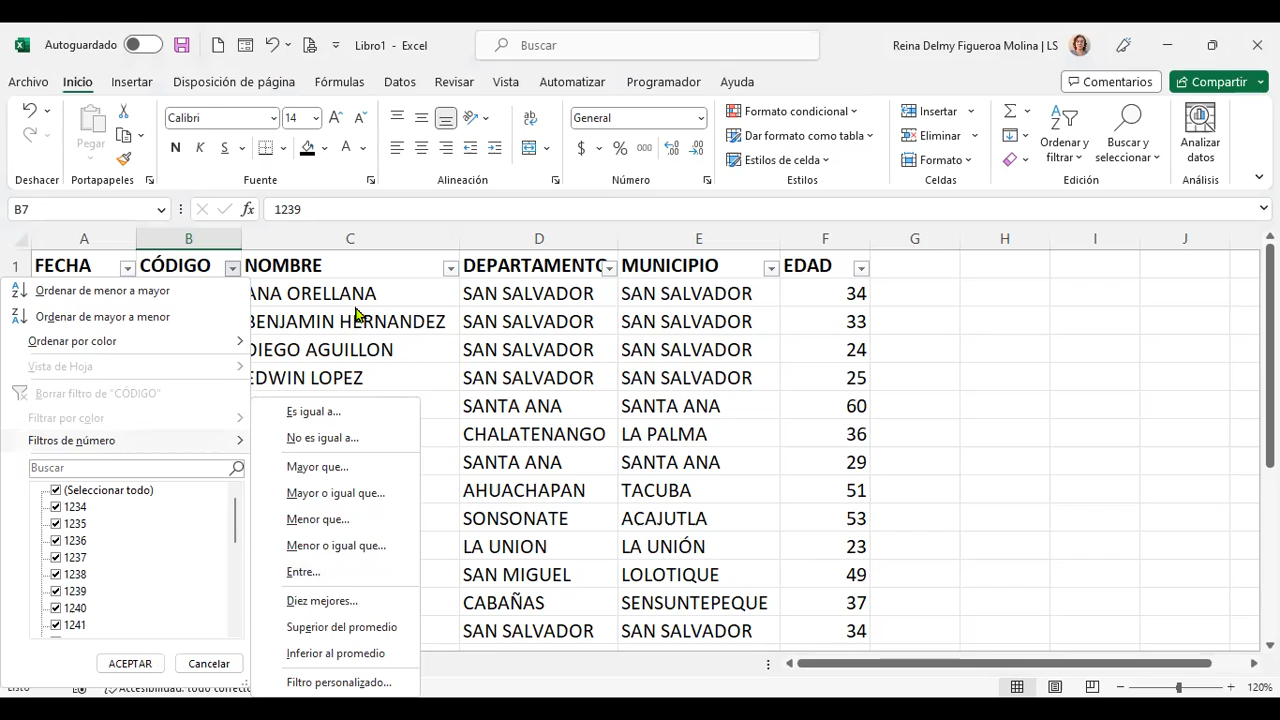 Autoguardado Libro1 - Excel Buscar Reina Delmy Figueroa Molina | LS
Archivo Inicio Insertar Disposición de página Fórmulas Datos Revisar Vista Automatizar Programador Ayuda Comentarios Compartir
Pegar
Calibri 14
N K S
General
$ % 000
Formato condicional
Dar formato como tabla
Estilos de celda
Insertar
Eliminar
Formato
Ordenar y filtrar
Buscar y seleccionar
Analizar datos
Deshacer Portapapeles Fuente Alineación Número Estilos Celdas Edición Análisis
B7 fx 1239
A B C D E F G H I J
1 FECHA CÓDIGO NOMBRE DEPARTAMENTO MUNICIPIO EDAD
ANA ORELLANA SAN SALVADOR SAN SALVADOR 34
BENJAMIN HERNANDEZ SAN SALVADOR SAN SALVADOR 33
DIEGO AGUILLON SAN SALVADOR SAN SALVADOR 24
EDWIN LOPEZ SAN SALVADOR SAN SALVADOR 25
SANTA ANA SANTA ANA 60
CHALATENANGO LA PALMA 36
SANTA ANA SANTA ANA 29
AHUACHAPAN TACUBA 51
SONSONATE ACAJUTLA 53
LA UNION LA UNIÓN 23
SAN MIGUEL LOLOTIQUE 49
CABAÑAS SENSUNTEPEQUE 37
SAN SALVADOR SAN SALVADOR 34
Ordenar de menor a mayor
Ordenar de mayor a menor
Ordenar por color
Vista de Hoja
Borrar filtro de "CÓDIGO"
Filtrar por color
Filtros de número
Buscar
(Seleccionar todo)
1234
1235
1236
1237
1238
1239
1240
1241
ACEPTAR Cancelar
Es igual a...
No es igual a...
Mayor que...
Mayor o igual que...
Menor que...
Menor o igual que...
Entre...
Diez mejores...
Superior del promedio
Inferior al promedio
Filtro personalizado...
Listo Accesibilidad: todo correcto 120%